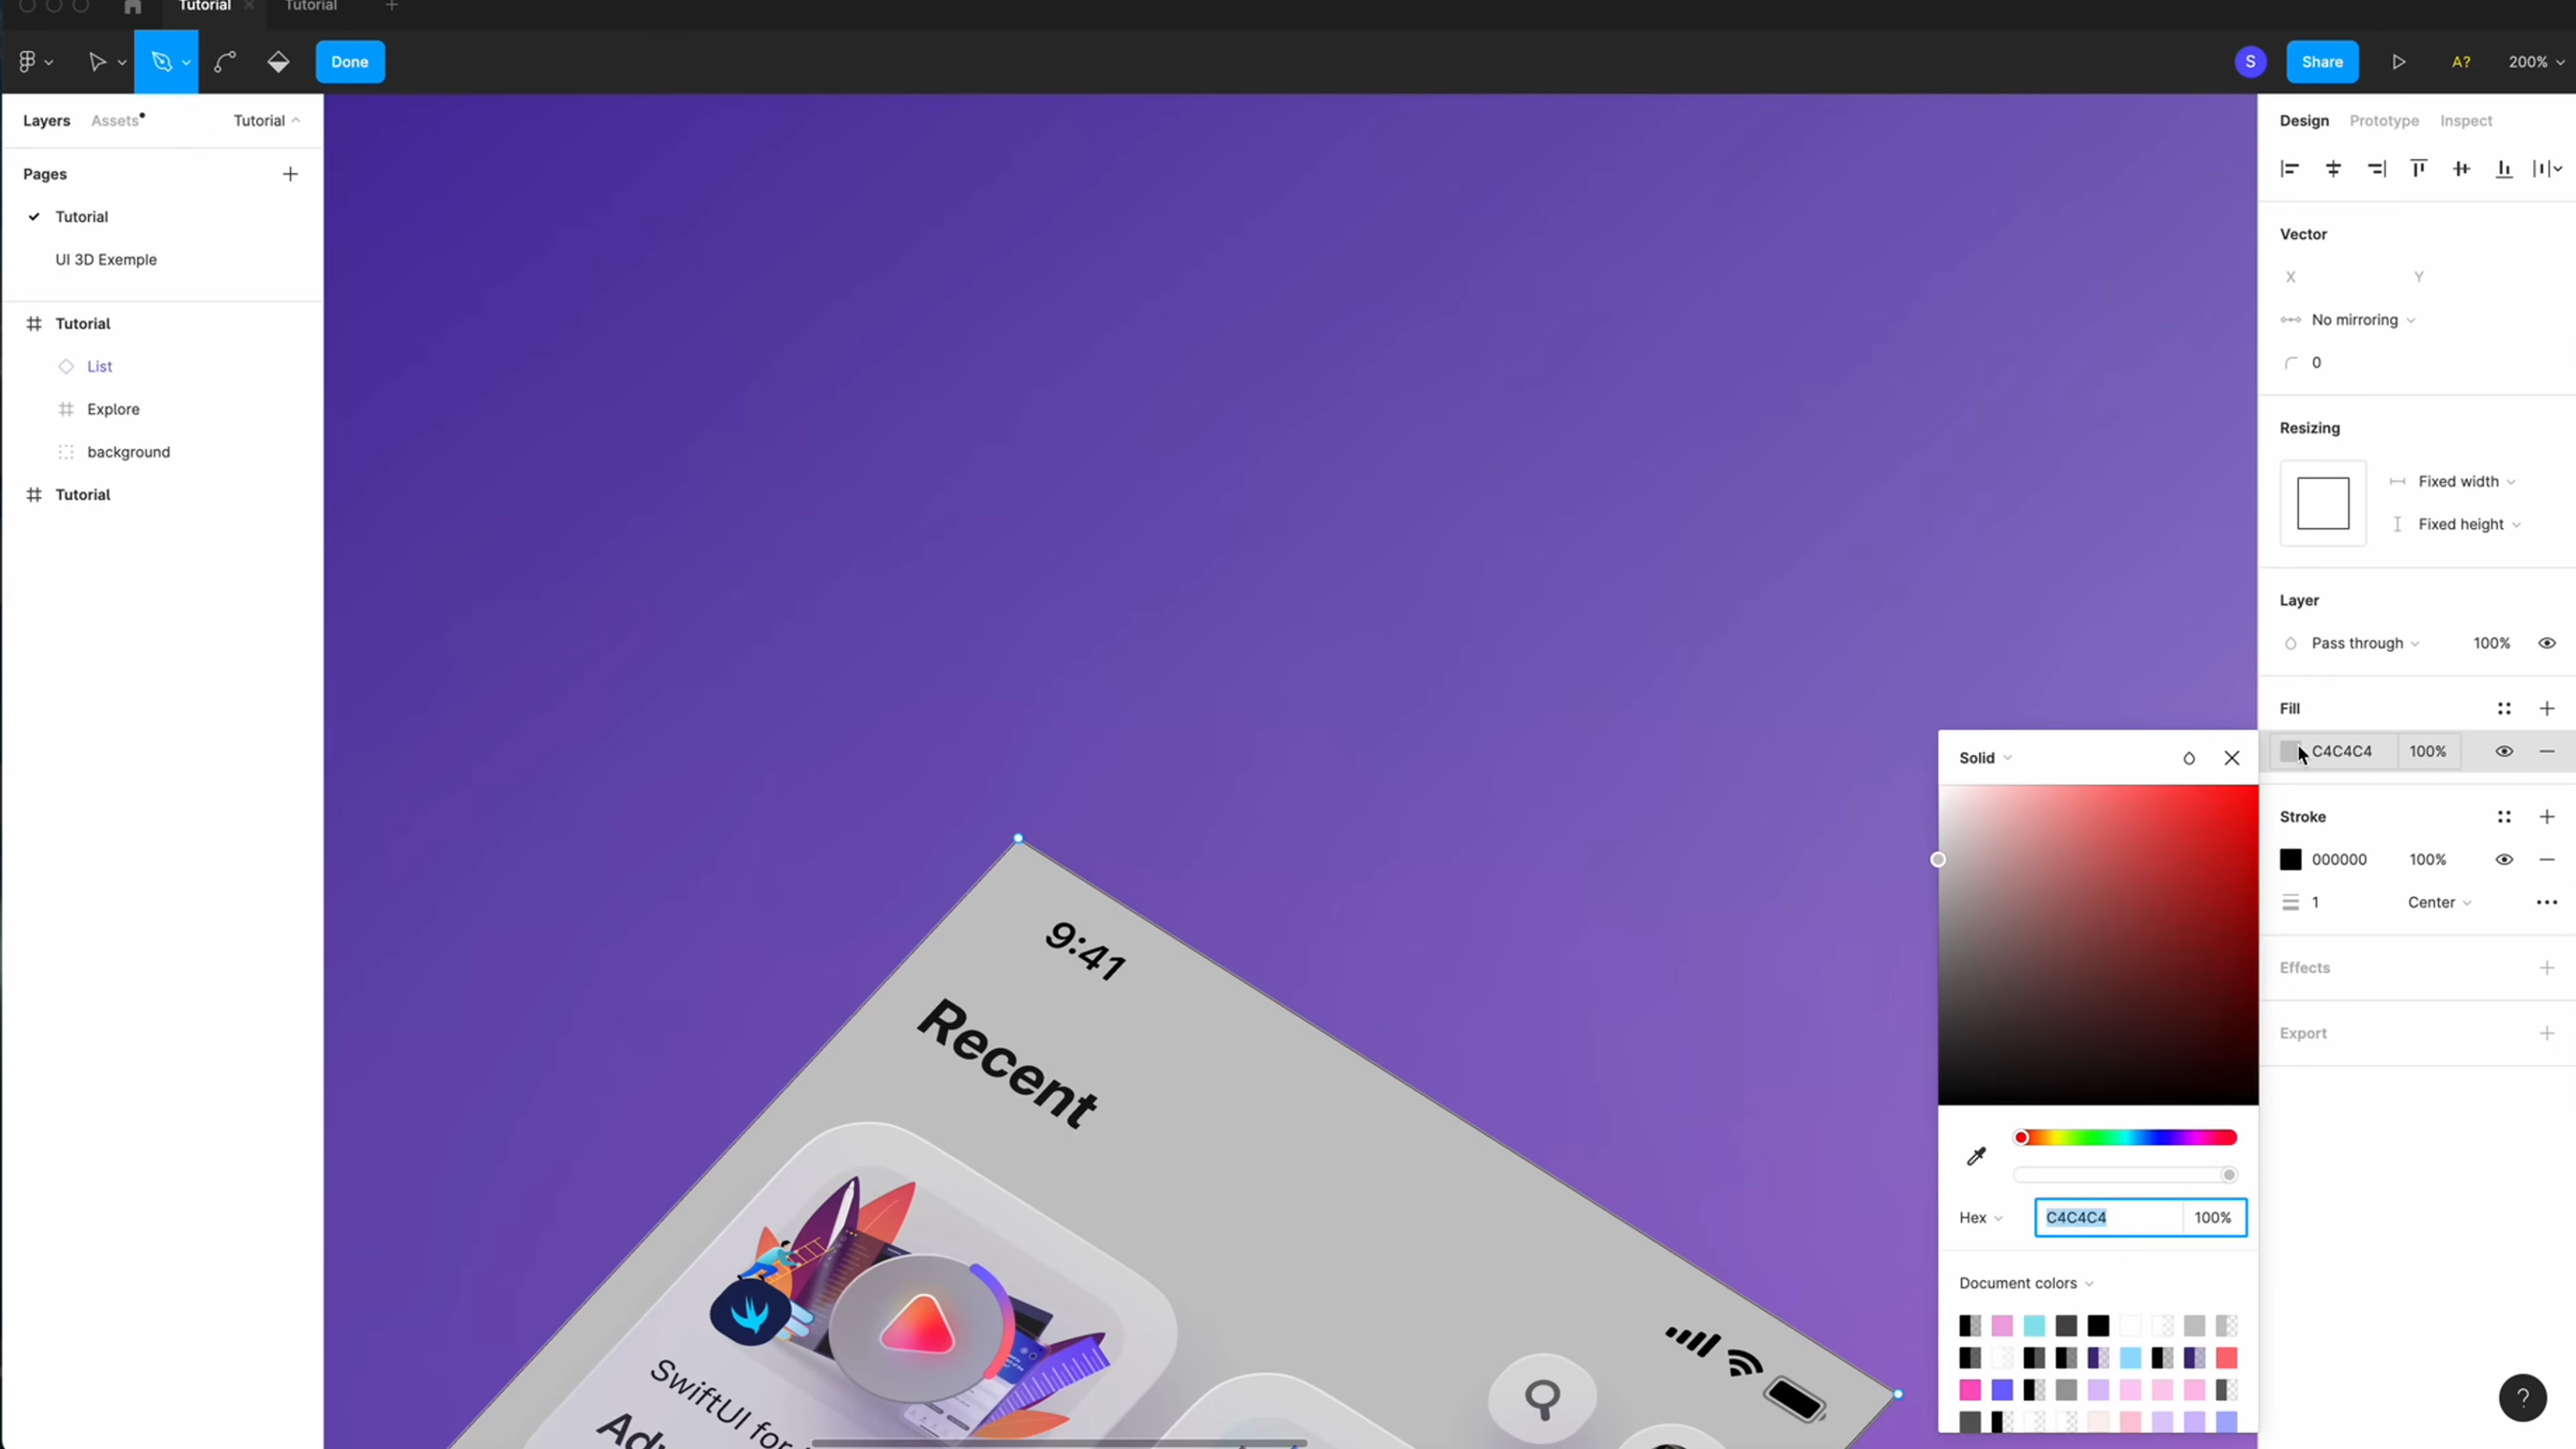 Tutorial
Tutorial
Done
S
Share
A?
200%
Layers
Assets
Tutorial
Pages
Tutorial
UI 3D Exemple
Tutorial
List
Explore
background
Tutorial
Design
Prototype
Inspect
Vector
X
Y
No mirroring
0
Resizing
Fixed width
Fixed height
Layer
Pass through
100%
Fill
C4C4C4
100%
Stroke
000000
100%
1
Center
Effects
Export
Solid
Hex
C4C4C4
100%
Document colors
9:41
Recent
SwiftUI for
?